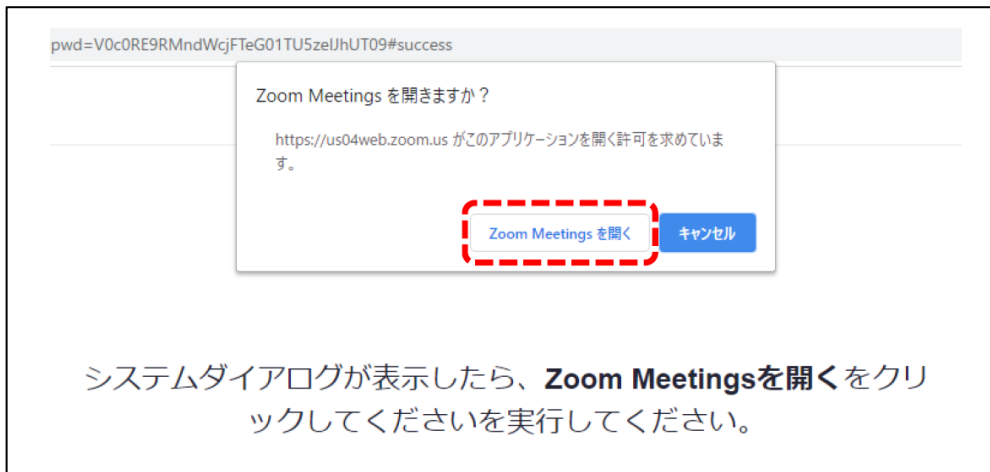 pwd=V0c0RE9RMndWcjFTeG01TU5zelJhUT09#success
Zoom Meetings を開きますか？
https://us04web.zoom.us がこのアプリケーションを開く許可を求めていま
す。
Zoom Meetings を開く キャンセル
システムダイアログが表示したら、Zoom Meetingsを開くをクリ
ックしてくださいを実行してください。